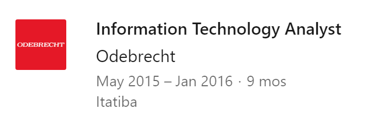 ODEBRECHT
Information Technology Analyst
Odebrecht
May 2015 – Jan 2016 · 9 mos
Itatiba